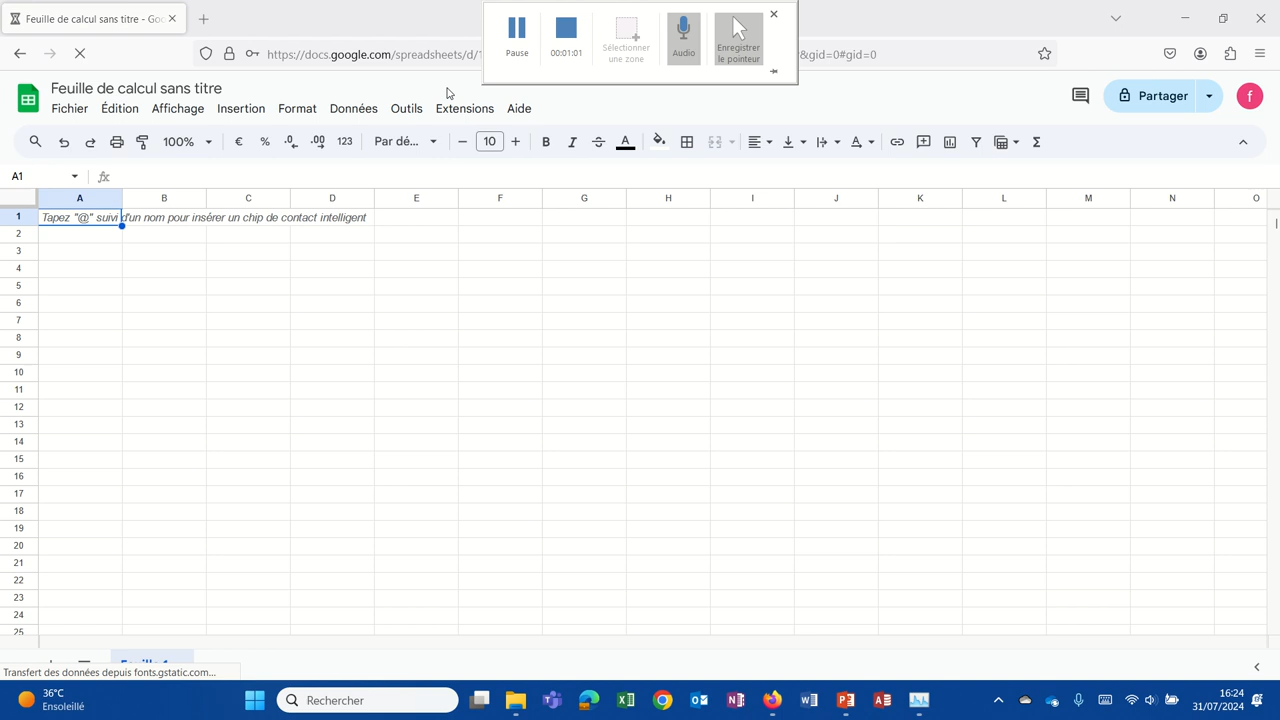 Feuille de calcul sans titre - Goo
Pause
00:01:01
Sélectionner
une zone
Audio
Enregistrer
le pointeur
https://docs.google.com/spreadsheets/d/1
?&gid=0#gid=0
Feuille de calcul sans titre
Fichier Édition Affichage Insertion Format Données Outils Extensions Aide
Partager
f
100% € % .0 .00 123 Par dé... 10 B I S A
A1
fx
A B C D E F G H I J K L M N O
1 Tapez "@" suivi d'un nom pour insérer un chip de contact intelligent
2
3
4
5
6
7
8
9
10
11
12
13
14
15
16
17
18
19
20
21
22
23
24
25
Transfert des données depuis fonts.gstatic.com...
36°C
Ensoleillé
Rechercher
16:24
31/07/2024